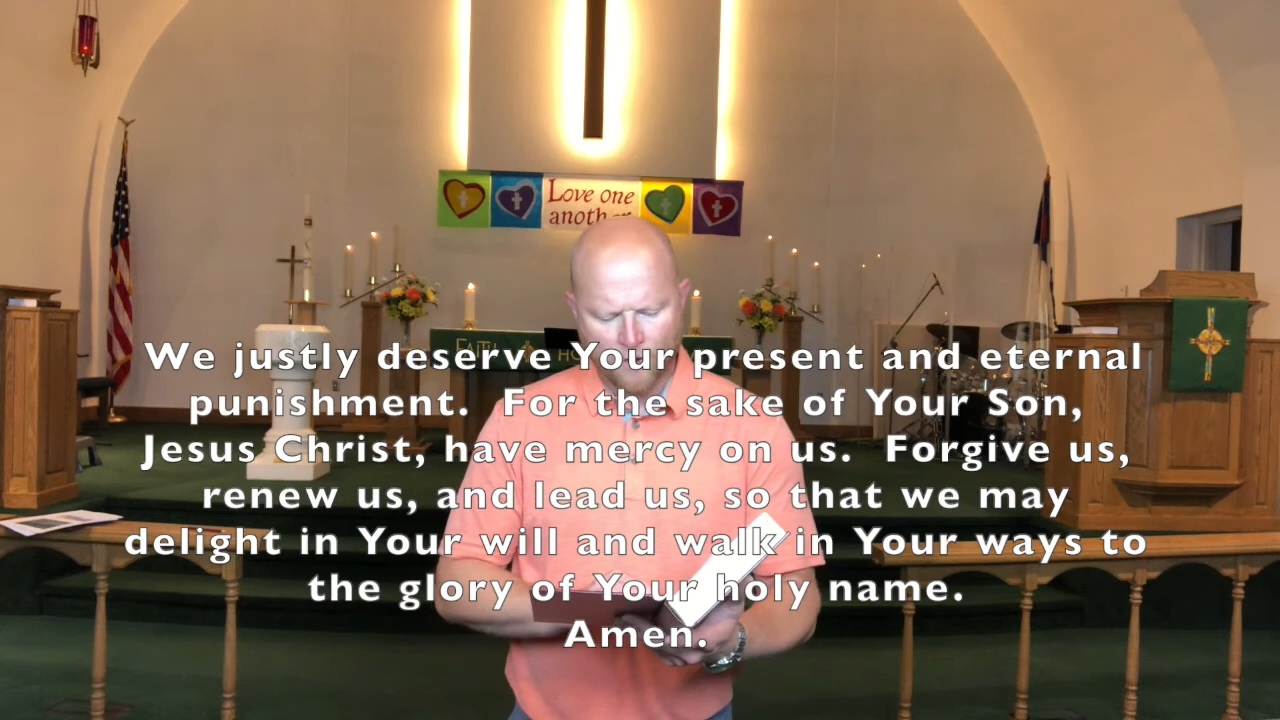 Love one
another
FAITH
We justly deserve Your present and eternal
punishment. For the sake of Your Son,
Jesus Christ, have mercy on us. Forgive us,
renew us, and lead us, so that we may
delight in Your will and walk in Your ways to
the glory of Your holy name.
Amen.